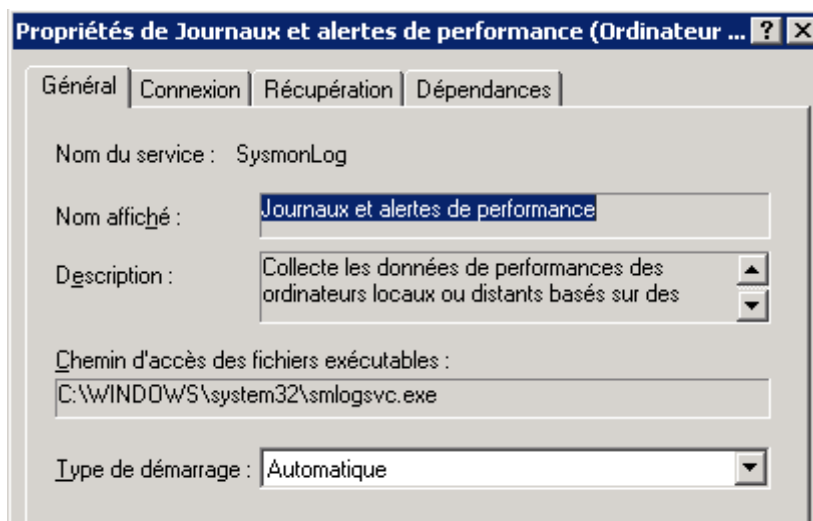 Propriétés de Journaux et alertes de performance (Ordinateur ...
Général Connexion Récupération Dépendances
Nom du service : SysmonLog
Nom affiché : Journaux et alertes de performance
Description : Collecte les données de performances des
ordinateurs locaux ou distants basés sur des
Chemin d'accès des fichiers exécutables :
C:\WINDOWS\system32\smlogsvc.exe
Type de démarrage : Automatique